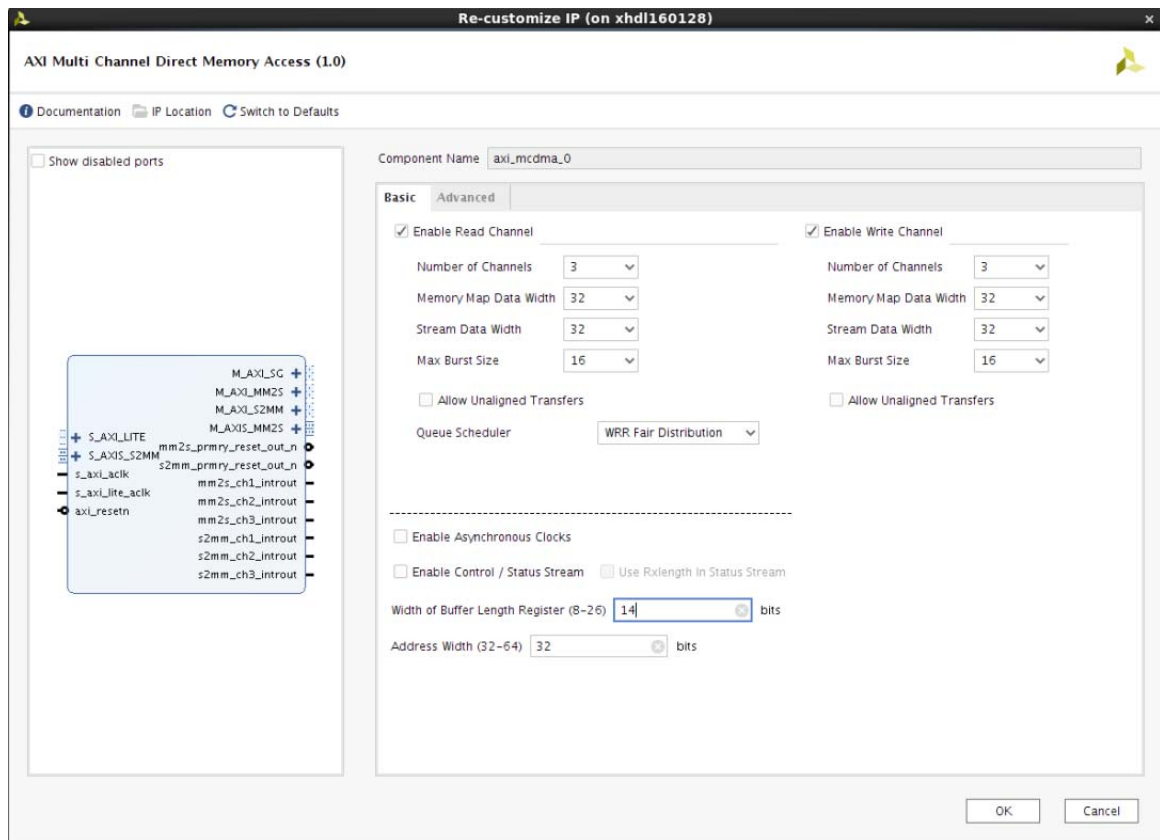 Re-customize IP (on xhdl160128)
AXI Multi Channel Direct Memory Access (1.0)
Documentation IP Location Switch to Defaults
Show disabled ports
M_AXI_SG
M_AXI_MM2S
M_AXI_S2MM
M_AXIS_MM2S
S_AXI_LITE
mm2s_prmry_reset_out_n
S_AXIS_S2MM
s2mm_prmry_reset_out_n
s_axi_aclk
mm2s_ch1_introut
s_axi_lite_aclk
mm2s_ch2_introut
axi_resetn
mm2s_ch3_introut
s2mm_ch1_introut
s2mm_ch2_introut
s2mm_ch3_introut
Component Name axi_mcdma_0
Basic Advanced
Enable Read Channel
Number of Channels 3
Memory Map Data Width 32
Stream Data Width 32
Max Burst Size 16
Allow Unaligned Transfers
Queue Scheduler WRR Fair Distribution
Enable Write Channel
Number of Channels 3
Memory Map Data Width 32
Stream Data Width 32
Max Burst Size 16
Allow Unaligned Transfers
Enable Asynchronous Clocks
Enable Control / Status Stream Use Rxlength In Status Stream
Width of Buffer Length Register (8-26) 14 bits
Address Width (32-64) 32 bits
OK Cancel